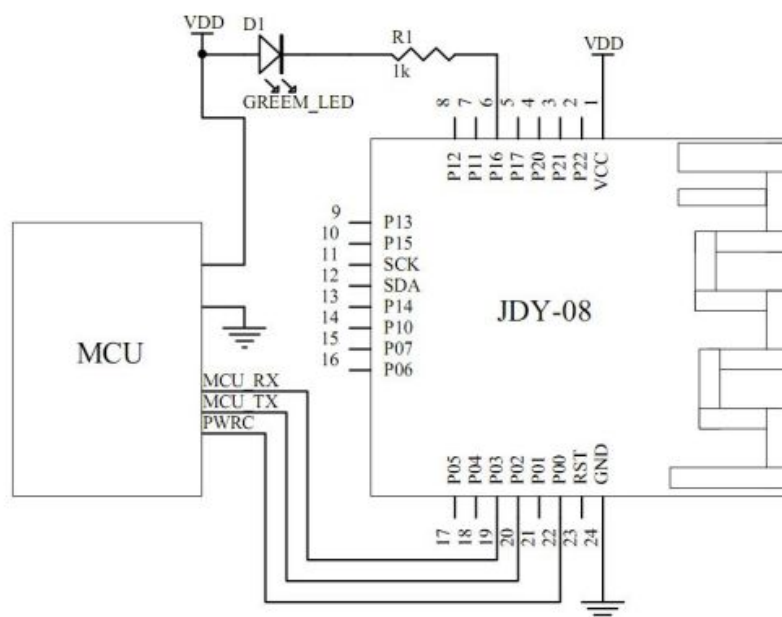 VDD
D1
R1
1k
GREEM_LED
VDD
8 7 6 5 4 3 2 1
P12 P11 P16 P17 P20 P21 P22 VCC
9 P13
10 P15
11 SCK
12 SDA
13 P14
14 P10
15 P07
16 P06
JDY-08
MCU
MCU_RX
MCU_TX
PWRC
P05 P04 P03 P02 P01 P00 RST GND
17 18 19 20 21 22 23 24